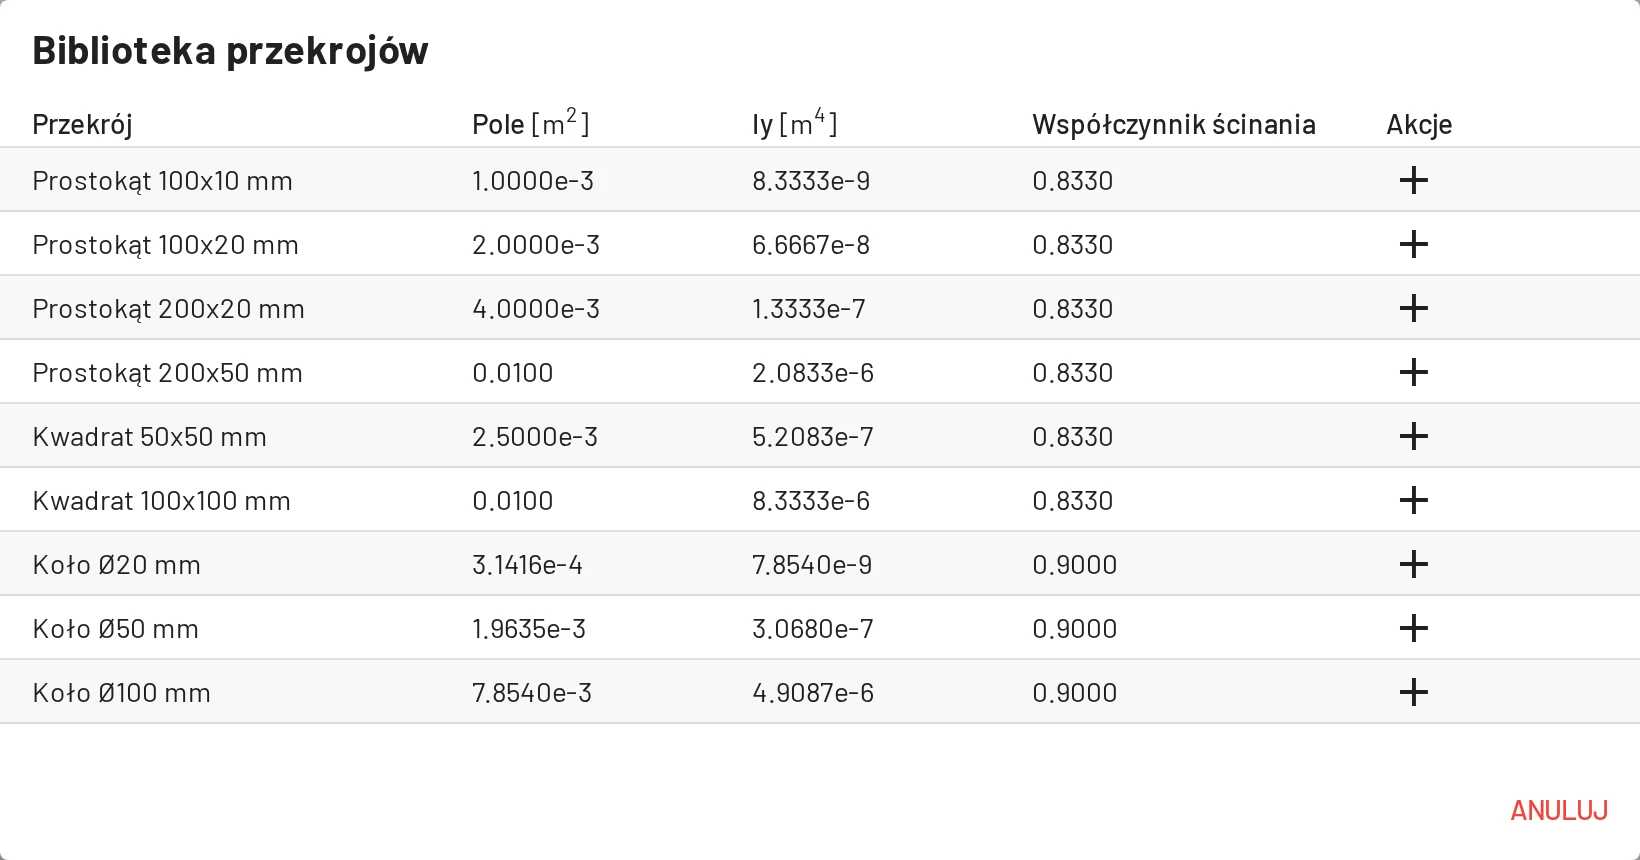 Biblioteka przekrojów
Przekrój Pole [m²] Iy [m⁴] Współczynnik ścinania Akcje
Prostokąt 100x10 mm 1.0000e-3 8.3333e-9 0.8330
Prostokąt 100x20 mm 2.0000e-3 6.6667e-8 0.8330
Prostokąt 200x20 mm 4.0000e-3 1.3333e-7 0.8330
Prostokąt 200x50 mm 0.0100 2.0833e-6 0.8330
Kwadrat 50x50 mm 2.5000e-3 5.2083e-7 0.8330
Kwadrat 100x100 mm 0.0100 8.3333e-6 0.8330
Koło Ø20 mm 3.1416e-4 7.8540e-9 0.9000
Koło Ø50 mm 1.9635e-3 3.0680e-7 0.9000
Koło Ø100 mm 7.8540e-3 4.9087e-6 0.9000
ANULUJ